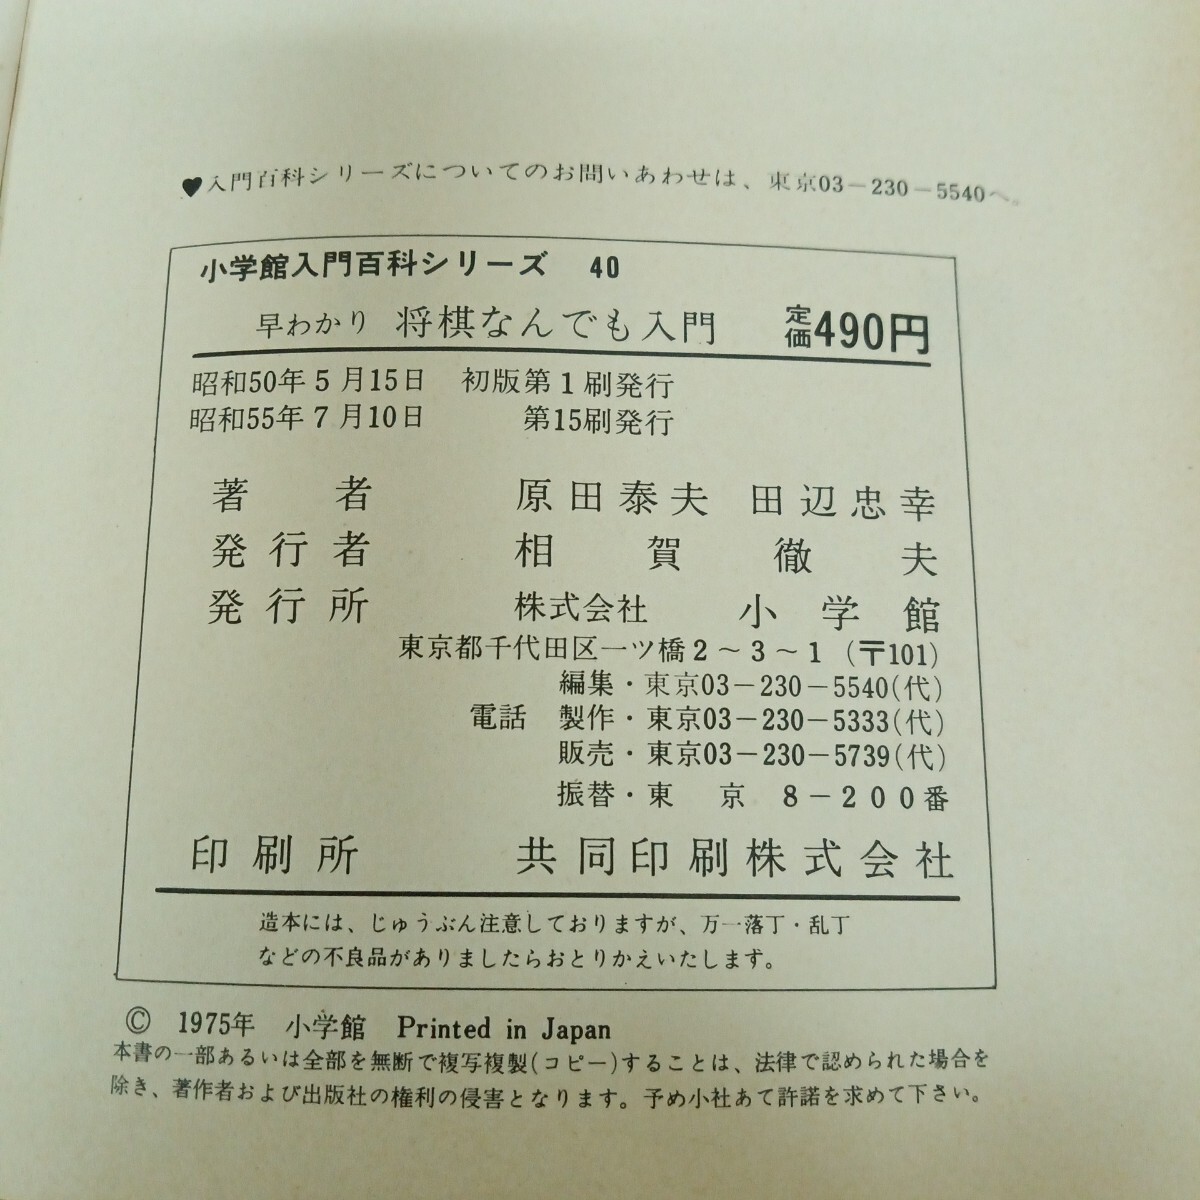 ♥入門百科シリーズについてのお問いあわせは、東京03－230－5540へ。
小学館入門百科シリーズ 40
早わかり 将棋なんでも入門 定価490円
昭和50年5月15日 初版第1刷発行
昭和55年7月10日 第15刷発行
著者 原田泰夫 田辺忠幸
発行者 相賀徹夫
発行所 株式会社 小学館
東京都千代田区一ツ橋2～3～1（〒101）
編集・東京03－230－5540（代）
電話 製作・東京03－230－5333（代）
販売・東京03－230－5739（代）
振替・東京 8－200番
印刷所 共同印刷株式会社
造本には、じゅうぶん注意しておりますが、万一落丁・乱丁
などの不良品がありましたらおとりかえいたします。
© 1975年 小学館 Printed in Japan
本書の一部あるいは全部を無断で複写複製（コピー）することは、法律で認められた場合を
除き、著作者および出版社の権利の侵害となります。予め小社あて許諾を求めて下さい。